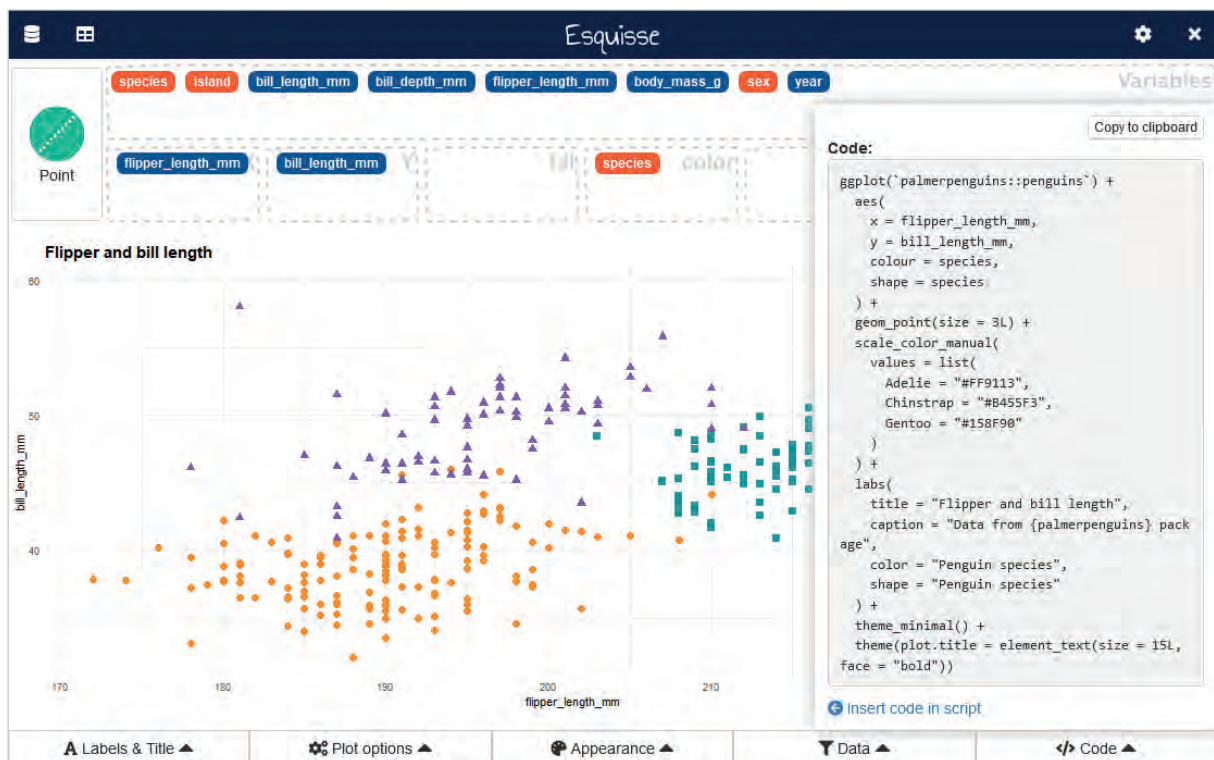 Esquisse
species island bill_length_mm bill_depth_mm flipper_length_mm body_mass_g sex year
Variables
Point
flipper_length_mm bill_length_mm Y fill species color
Flipper and bill length
60
50
40
bill_length_mm
170 180 190 200 210
flipper_length_mm
Copy to clipboard
Code:
ggplot(`palmerpenguins::penguins`) +
aes(
x = flipper_length_mm,
y = bill_length_mm,
colour = species,
shape = species
) +
geom_point(size = 3L) +
scale_color_manual(
values = list(
Adelie = "#FF9113",
Chinstrap = "#B455F3",
Gentoo = "#158F90"
)
) +
labs(
title = "Flipper and bill length",
caption = "Data from {palmerpenguins} pack
age",
color = "Penguin species",
shape = "Penguin species"
) +
theme_minimal() +
theme(plot.title = element_text(size = 15L,
face = "bold"))
Insert code in script
Labels & Title Plot options Appearance Data </> Code